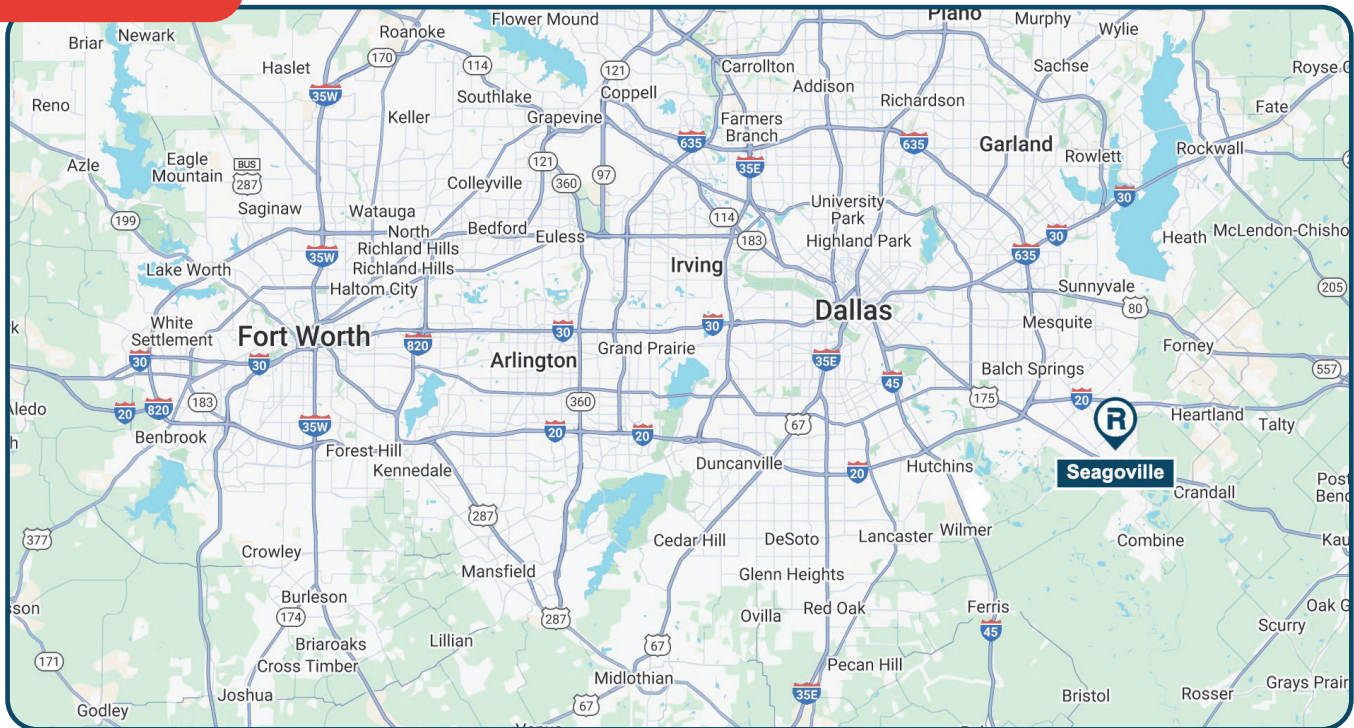 Flower Mound
Plano
Murphy
Briar
Newark
Roanoke
Wylie
170
114
121
Carrollton
Sachse
Haslet
35W
Southlake
Coppell
Addison
Royse
Reno
Keller
Grapevine
Farmers
Branch
Richardson
Fate
635
635
Garland
Rockwall
Azle
Eagle
Mountain
BUS
287
121
35E
Rowlett
Colleyville
360
97
30
Saginaw
Watauga
University
Park
199
North
Richland Hills
Bedford
Euless
114
183
Highland Park
30
Heath
McLendon-Chisho
35W
635
Lake Worth
Richland Hills
Irving
Haltom City
Sunnyvale
205
White
Settlement
Dallas
80
Fort Worth
30
30
Mesquite
820
Grand Prairie
Forney
30
30
Arlington
35E
Balch Springs
557
45
20
820
183
360
175
20
Aledo
R
Heartland
Talty
Benbrook
35W
20
20
67
Forest Hill
Kennedale
Duncanville
20
Hutchins
Seagoville
Crandall
Post
287
377
Cedar Hill
DeSoto
Lancaster
Wilmer
Combine
Kau
Crowley
Mansfield
Glenn Heights
Burleson
174
287
Ovilla
Red Oak
Ferris
Oak G
45
Scurry
Briaroaks
Lillian
67
171
Cross Timber
Midlothian
Pecan Hill
Joshua
35E
Bristol
Rosser
Grays Prair
Godley
67